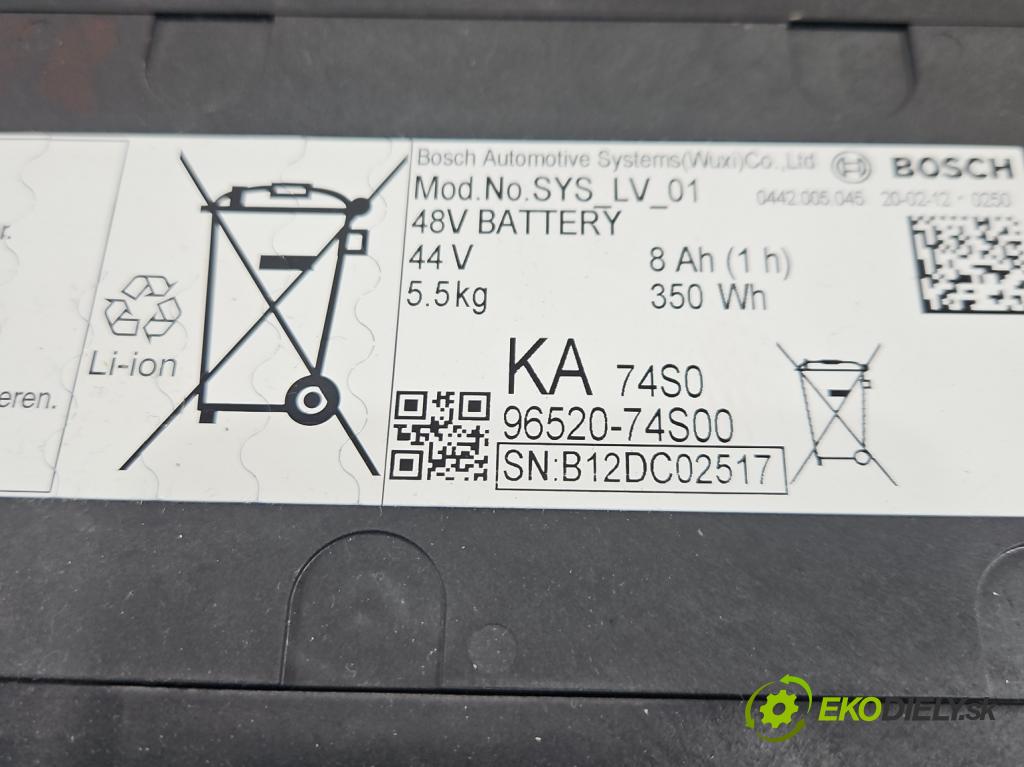 r.
eren.
Li-ion
Bosch Automotive Systems(Wuxi)Co.,Ltd
BOSCH
Mod.No.SYS_LV_01
0442.005.045 20-02-12 - 0250
48V BATTERY
44 V 8 Ah (1 h)
5.5kg 350 Wh
KA 74S0
96520-74S00
SN:B12DC02517
EKODIELY.SK